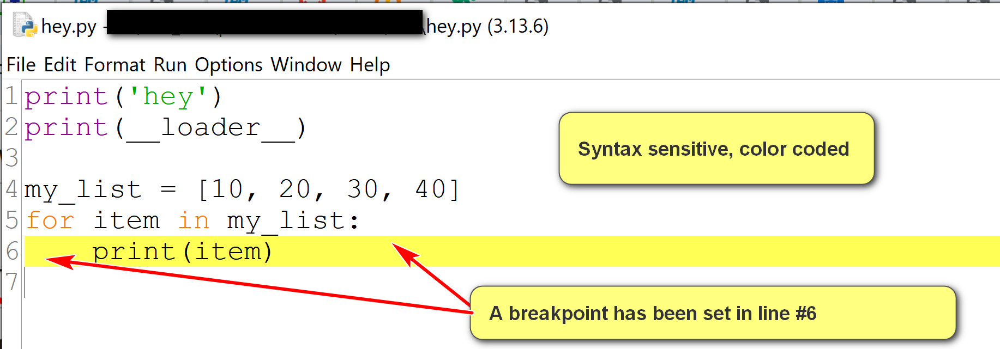 hey.py - \hey.py (3.13.6)
File Edit Format Run Options Window Help
1 print('hey')
2 print(__loader__)
3
4 my_list = [10, 20, 30, 40]
5 for item in my_list:
6     print(item)
7
Syntax sensitive, color coded
A breakpoint has been set in line #6